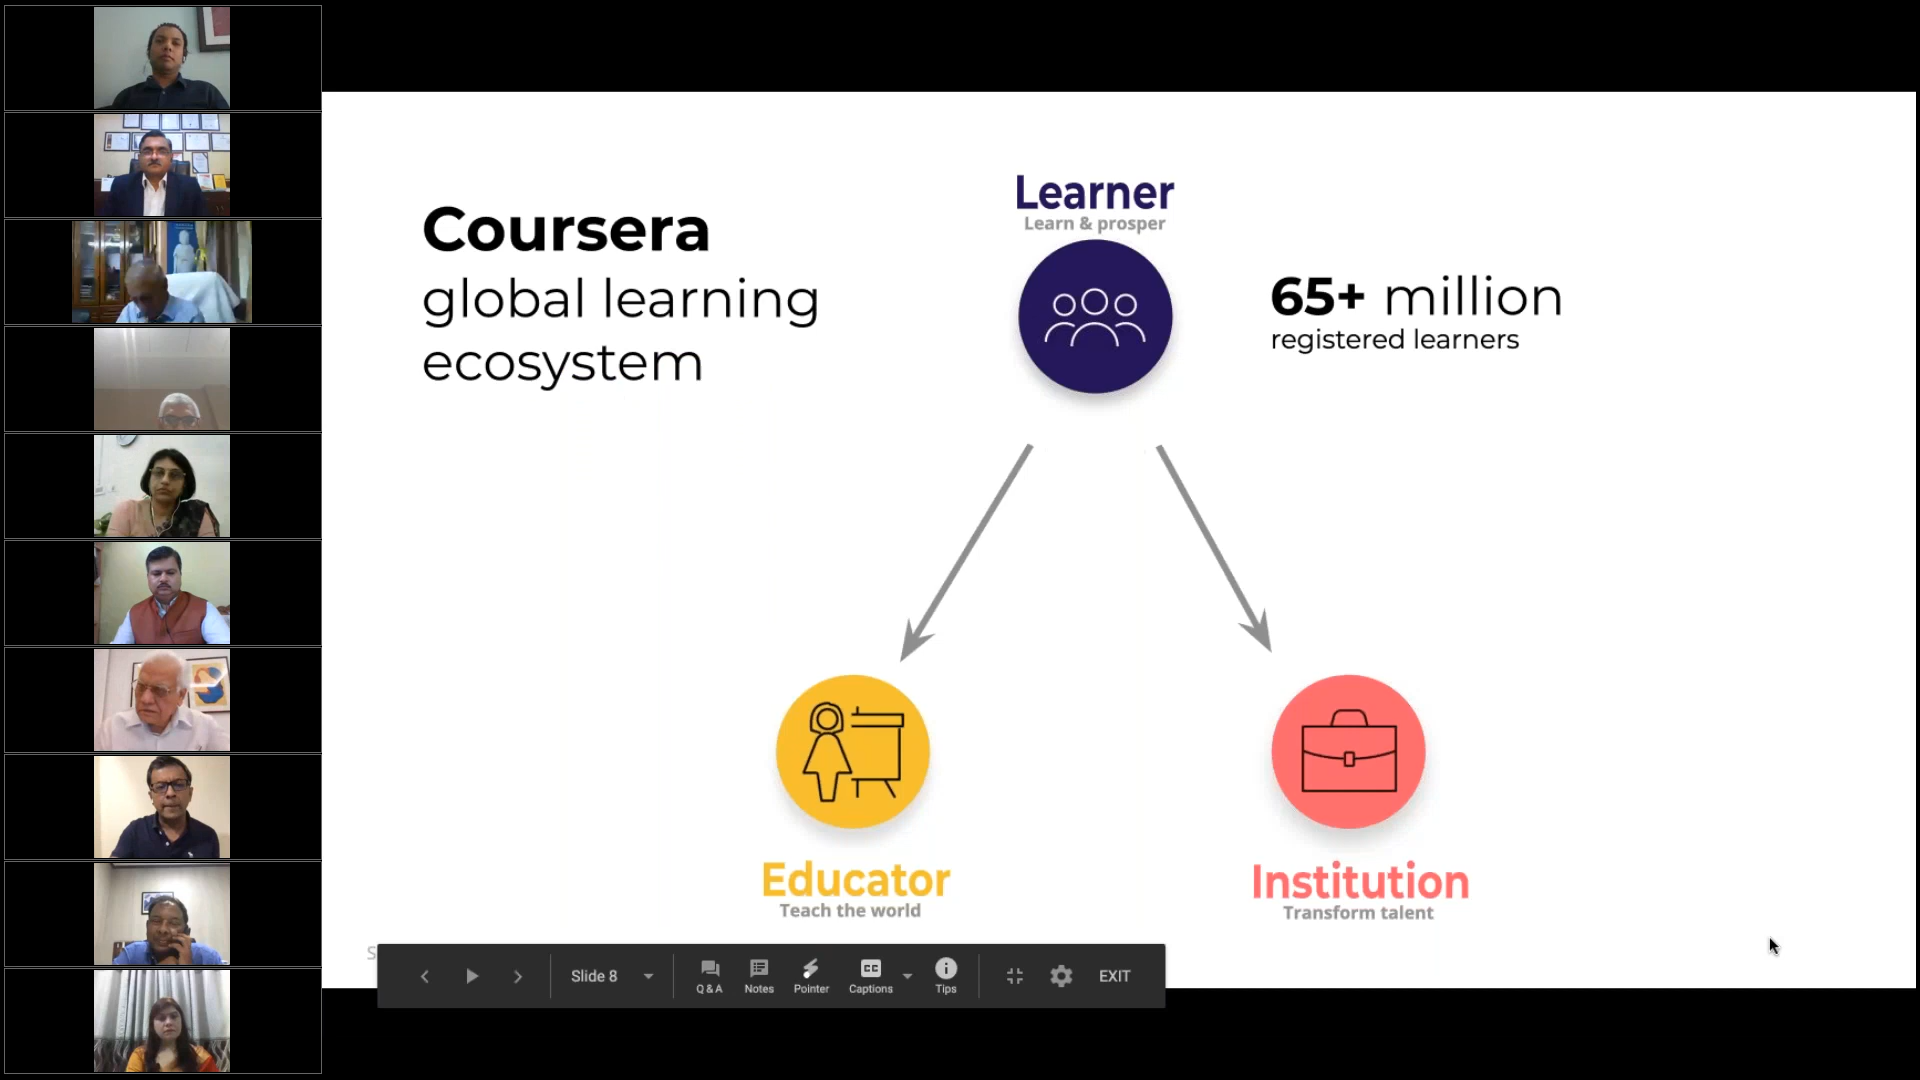 Coursera
global learning
ecosystem
Learner
Learn & prosper
65+ million
registered learners
Educator
Teach the world
Institution
Transform talent
S
Slide 8
Q & A
Notes
Pointer
CC
Captions
Tips
EXIT